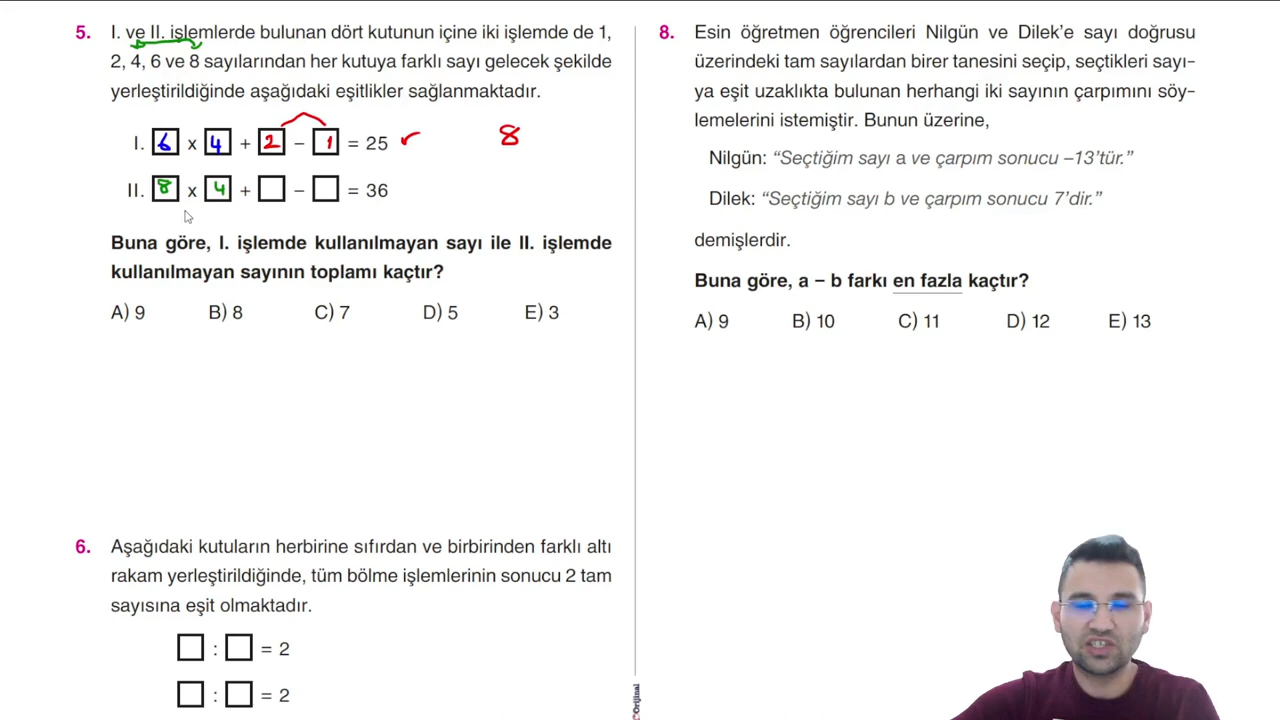 5. I. ve II. işlemlerde bulunan dört kutunun içine iki işlemde de 1,
2, 4, 6 ve 8 sayılarından her kutuya farklı sayı gelecek şekilde
yerleştirildiğinde aşağıdaki eşitlikler sağlanmaktadır.
I. 6 x 4 + 2 − 1 = 25 ✓ 8
II. 8 x 4 + □ − □ = 36
Buna göre, I. işlemde kullanılmayan sayı ile II. işlemde
kullanılmayan sayının toplamı kaçtır?
A) 9 B) 8 C) 7 D) 5 E) 3
6. Aşağıdaki kutuların herbirine sıfırdan ve birbirinden farklı altı
rakam yerleştirildiğinde, tüm bölme işlemlerinin sonucu 2 tam
sayısına eşit olmaktadır.
□ : □ = 2
□ : □ = 2
8. Esin öğretmen öğrencileri Nilgün ve Dilek'e sayı doğrusu
üzerindeki tam sayılardan birer tanesini seçip, seçtikleri sayı-
ya eşit uzaklıkta bulunan herhangi iki sayının çarpımını söy-
lemelerini istemiştir. Bunun üzerine,
Nilgün: “Seçtiğim sayı a ve çarpım sonucu –13'tür.”
Dilek: “Seçtiğim sayı b ve çarpım sonucu 7'dir.”
demişlerdir.
Buna göre, a − b farkı en fazla kaçtır?
A) 9 B) 10 C) 11 D) 12 E) 13
Orijinal